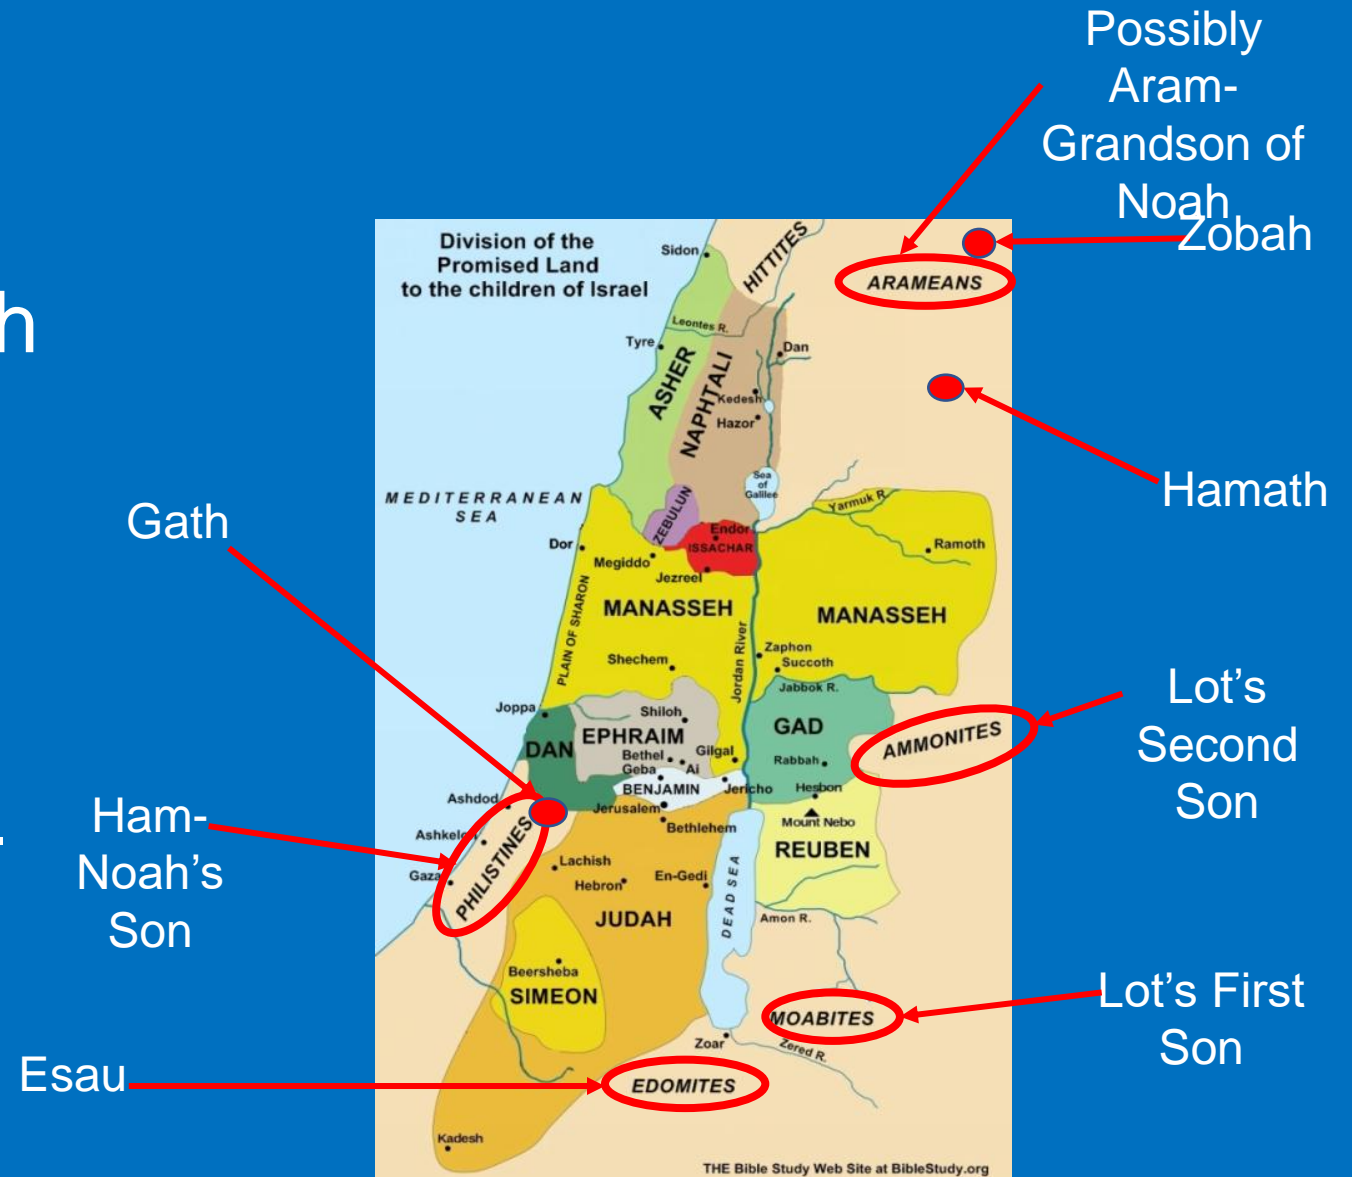 Possibly
Aram-
Grandson of
Noah
Zobah
h
Hamath
Gath
Lot's
Second
Son
Ham-
Noah's
Son
Lot's First
Son
Esau
Division of the
Promised Land
to the children of Israel
Sidon
HITTITES
ARAMEANS
Leontes R.
Tyre
Dan
ASHER
NAPHTALI
Kedesh
Hazor
Sea
of
Galilee
MEDITERRANEAN
SEA
ZEBULUN
Yarmuk R.
Endor
ISSACHAR
Dor
Ramoth
Megiddo
Jezreel
PLAIN OF SHARON
MANASSEH
MANASSEH
Jordan River
Zaphon
Succoth
Shechem
Jabbok R.
Joppa
Shiloh
EPHRAIM
GAD
AMMONITES
DAN
Bethel
Ai
Gilgal
Geba
Rabbah
BENJAMIN
Jericho
Hesbon
Ashdod
Jerusalem
Bethlehem
Mount Nebo
Ashkelon
PHILISTINES
REUBEN
Lachish
Gaza
Hebron
En-Gedi
DEAD SEA
JUDAH
Amon R.
Beersheba
SIMEON
MOABITES
Zoar
Zered R.
EDOMITES
Kadesh
THE Bible Study Web Site at BibleStudy.org